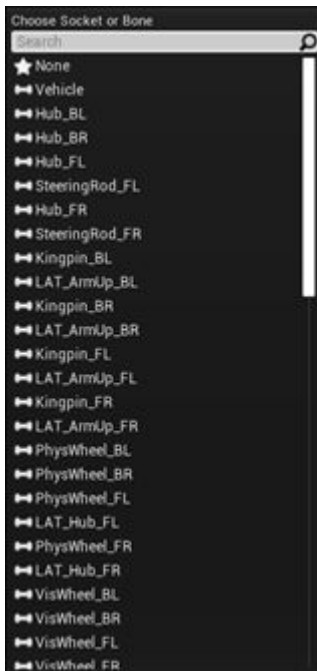 Choose Socket or Bone
Search
None
Vehicle
Hub_BL
Hub_BR
Hub_FL
SteeringRod_FL
Hub_FR
SteeringRod_FR
Kingpin_BL
LAT_ArmUp_BL
Kingpin_BR
LAT_ArmUp_BR
Kingpin_FL
LAT_ArmUp_FL
Kingpin_FR
LAT_ArmUp_FR
PhysWheel_BL
PhysWheel_BR
PhysWheel_FL
LAT_Hub_FL
PhysWheel_FR
LAT_Hub_FR
VisWheel_BL
VisWheel_BR
VisWheel_FL
VisWheel_FR